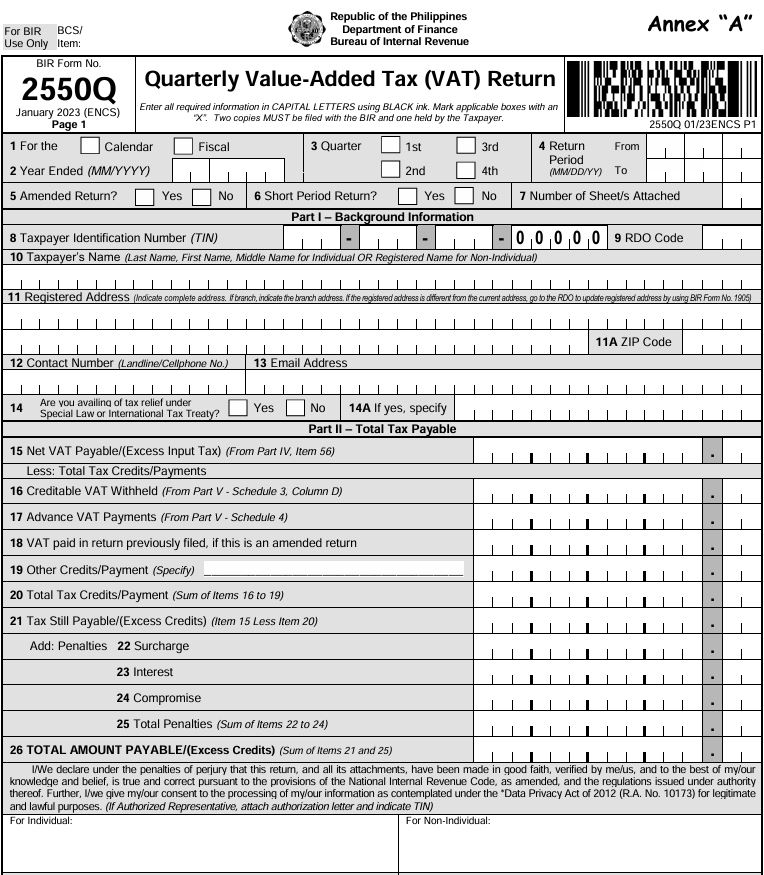 For BIR BCS/
Use Only Item:
Republic of the Philippines
Department of Finance
Bureau of Internal Revenue
Annex “A”
BIR Form No.
2550Q
January 2023 (ENCS)
Page 1
Quarterly Value-Added Tax (VAT) Return
Enter all required information in CAPITAL LETTERS using BLACK ink. Mark applicable boxes with an
“X”. Two copies MUST be filed with the BIR and one held by the Taxpayer.
2550Q 01/23ENCS P1
1 For the Calendar Fiscal
3 Quarter 1st 3rd
4 Return Period (MM/DD/YY) From
2 Year Ended (MM/YYYY)
2nd 4th
To
5 Amended Return? Yes No
6 Short Period Return? Yes No
7 Number of Sheet/s Attached
Part I – Background Information
8 Taxpayer Identification Number (TIN) - - - 0 0 0 0 0 9 RDO Code
10 Taxpayer’s Name (Last Name, First Name, Middle Name for Individual OR Registered Name for Non-Individual)
11 Registered Address (Indicate complete address. If branch, indicate the branch address. If the registered address is different from the current address, go to the RDO to update registered address by using BIR Form No. 1905)
11A ZIP Code
12 Contact Number (Landline/Cellphone No.) 13 Email Address
14 Are you availing of tax relief under
Special Law or International Tax Treaty? Yes No 14A If yes, specify
Part II – Total Tax Payable
15 Net VAT Payable/(Excess Input Tax) (From Part IV, Item 56) .
Less: Total Tax Credits/Payments
16 Creditable VAT Withheld (From Part V - Schedule 3, Column D) .
17 Advance VAT Payments (From Part V - Schedule 4) .
18 VAT paid in return previously filed, if this is an amended return .
19 Other Credits/Payment (Specify) .
20 Total Tax Credits/Payment (Sum of Items 16 to 19) .
21 Tax Still Payable/(Excess Credits) (Item 15 Less Item 20) .
Add: Penalties 22 Surcharge .
23 Interest .
24 Compromise .
25 Total Penalties (Sum of Items 22 to 24) .
26 TOTAL AMOUNT PAYABLE/(Excess Credits) (Sum of Items 21 and 25) .
I/We declare under the penalties of perjury that this return, and all its attachments, have been made in good faith, verified by me/us, and to the best of my/our
knowledge and belief, is true and correct pursuant to the provisions of the National Internal Revenue Code, as amended, and the regulations issued under authority
thereof. Further, I/we give my/our consent to the processing of my/our information as contemplated under the *Data Privacy Act of 2012 (R.A. No. 10173) for legitimate
and lawful purposes. (If Authorized Representative, attach authorization letter and indicate TIN)
For Individual: For Non-Individual: